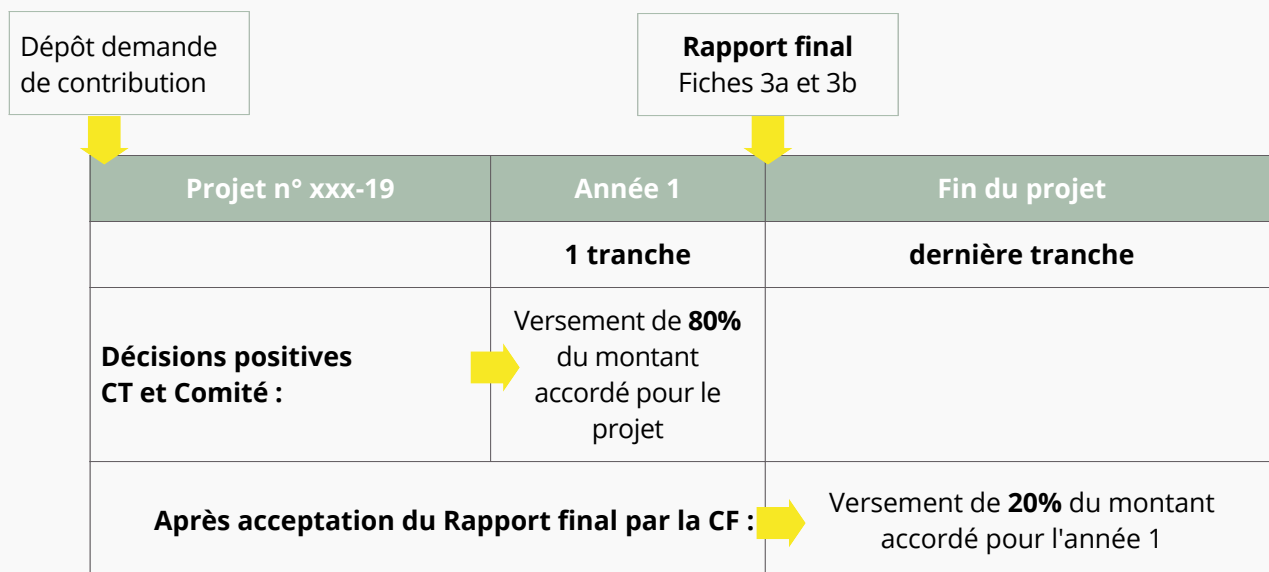 Dépôt demande
de contribution
Rapport final
Fiches 3a et 3b
Projet n° xxx-19
Année 1
Fin du projet
1 tranche
dernière tranche
Décisions positives
CT et Comité :
Versement de 80%
du montant
accordé pour le
projet
Après acceptation du Rapport final par la CF :
Versement de 20% du montant
accordé pour l'année 1